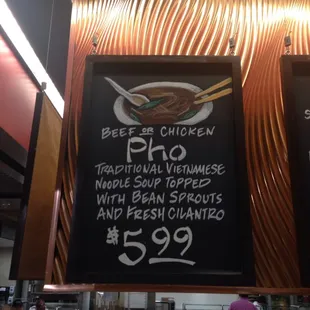 BEEF OR CHICKEN
Pho
TRADITIONAL VIETNAMESE
NOODLE SOUP TOPPED
WITH BEAN SPROUTS
AND FRESH CILANTRO
$5.99